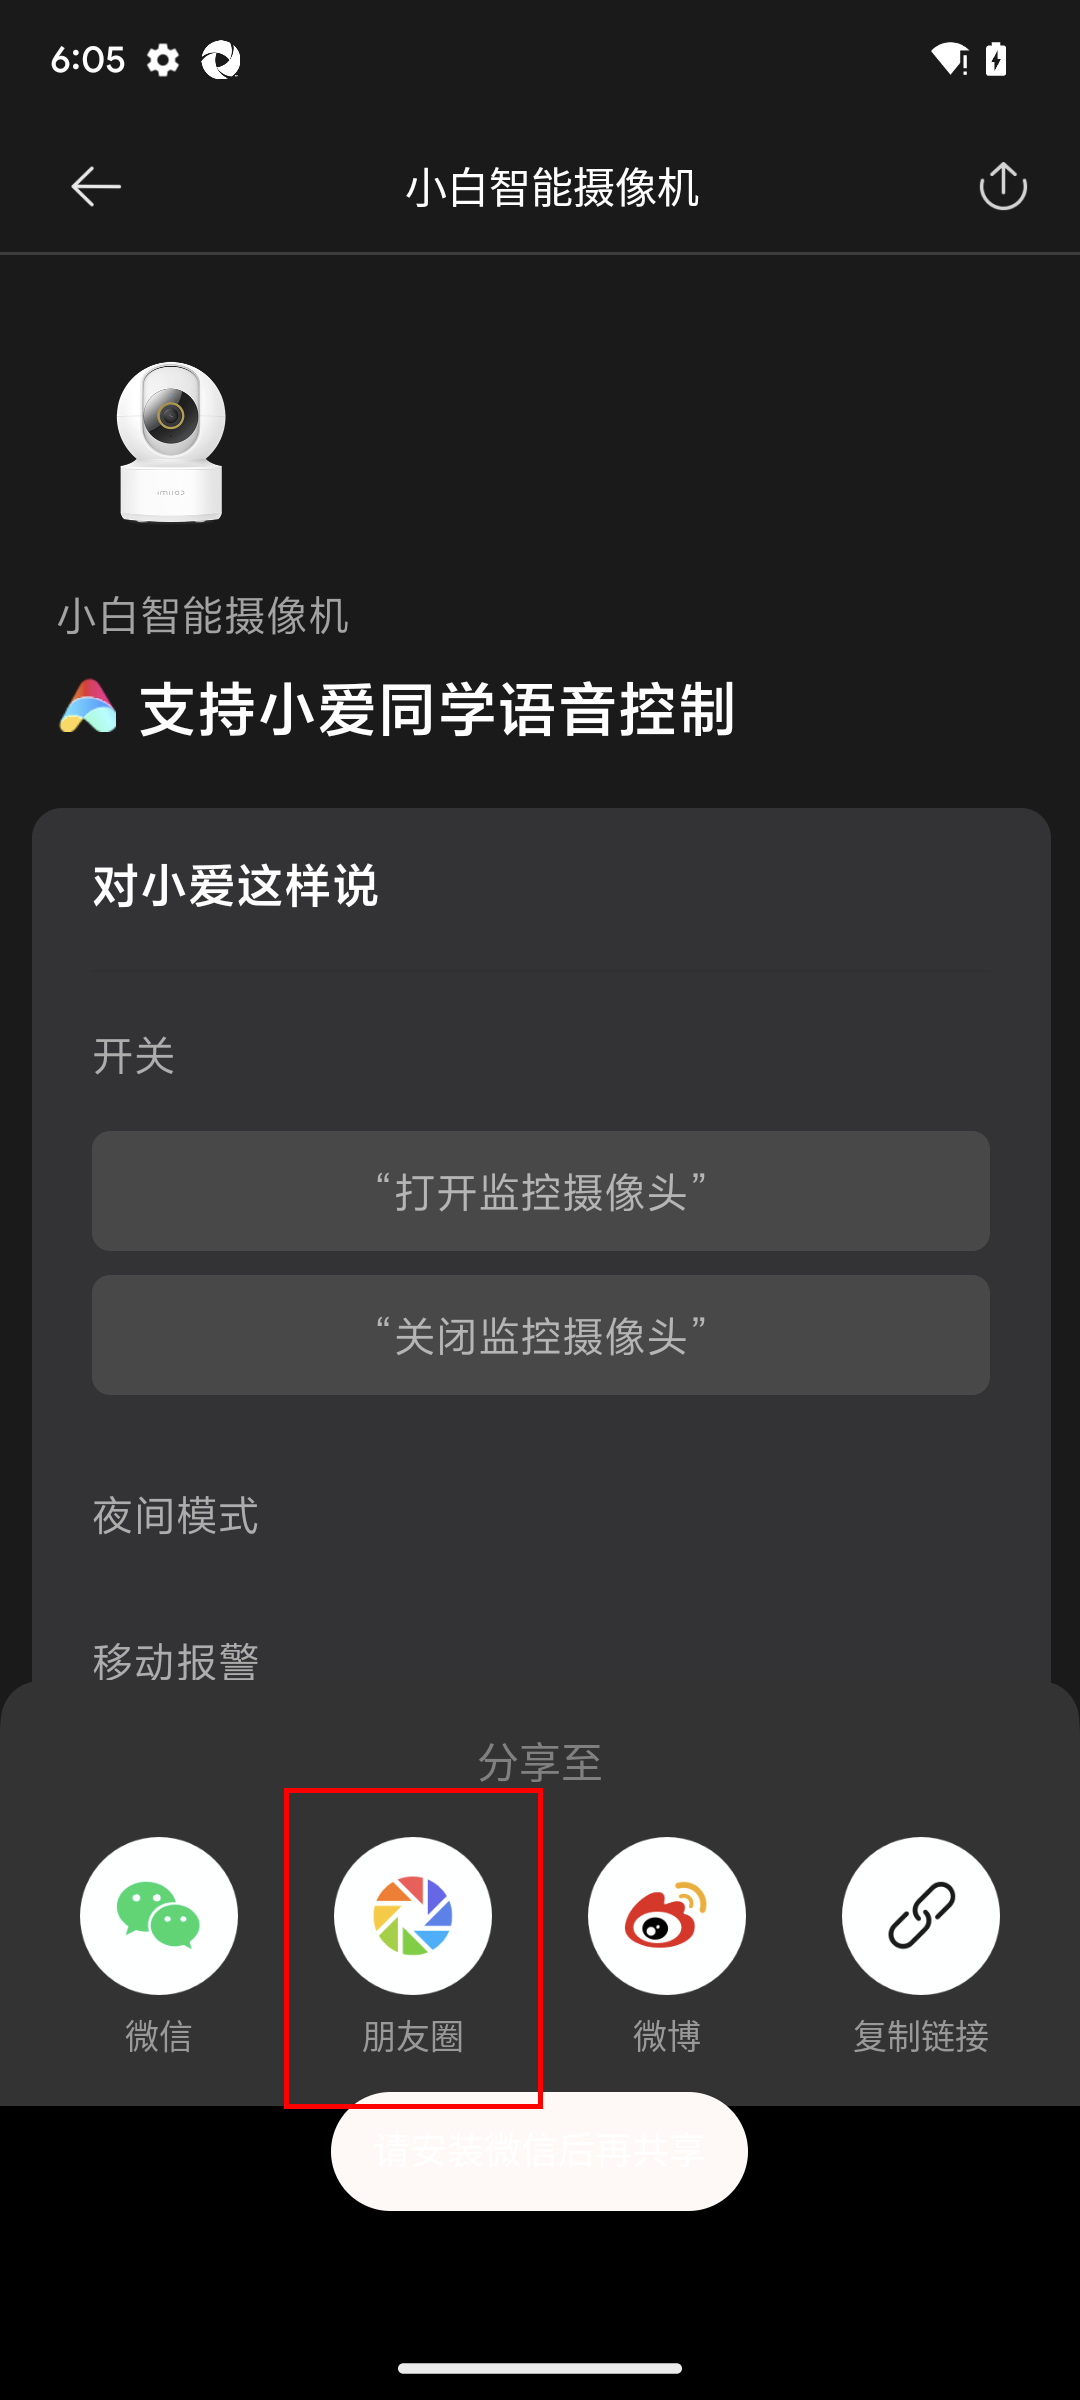 6:05
小白智能摄像机
小白智能摄像机
支持小爱同学语音控制
对小爱这样说
开关
“打开监控摄像头”
“关闭监控摄像头”
夜间模式
移动报警
分享至
微信
朋友圈
微博
复制链接
请安装微信后再共享